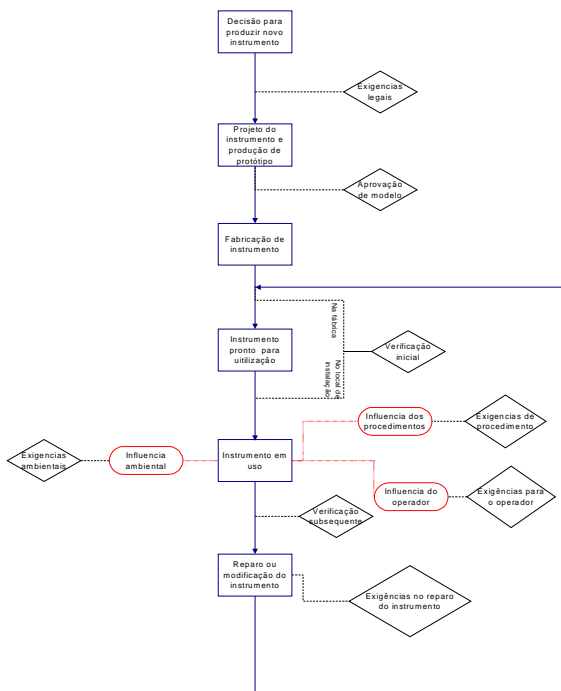 Decisão para
produzir novo
instrumento
Exigencias
legais
Projeto do
instrumento e
produção de
protótipo
Aprovação
de modelo
Fabricação de
instrumento
Na fábrica
No local de
instalação
Instrumento
pronto para
uitilização
Verificação
inicial
Influencia dos
procedimentos
Exigencias de
procedimento
Exigencias
ambientais
Influencia
ambiental
Instrumento em
uso
Influencia do
operador
Exigências para
o operador
Verificação
subsequente
Reparo ou
modificação do
instrumento
Exigências no reparo
do instrumento